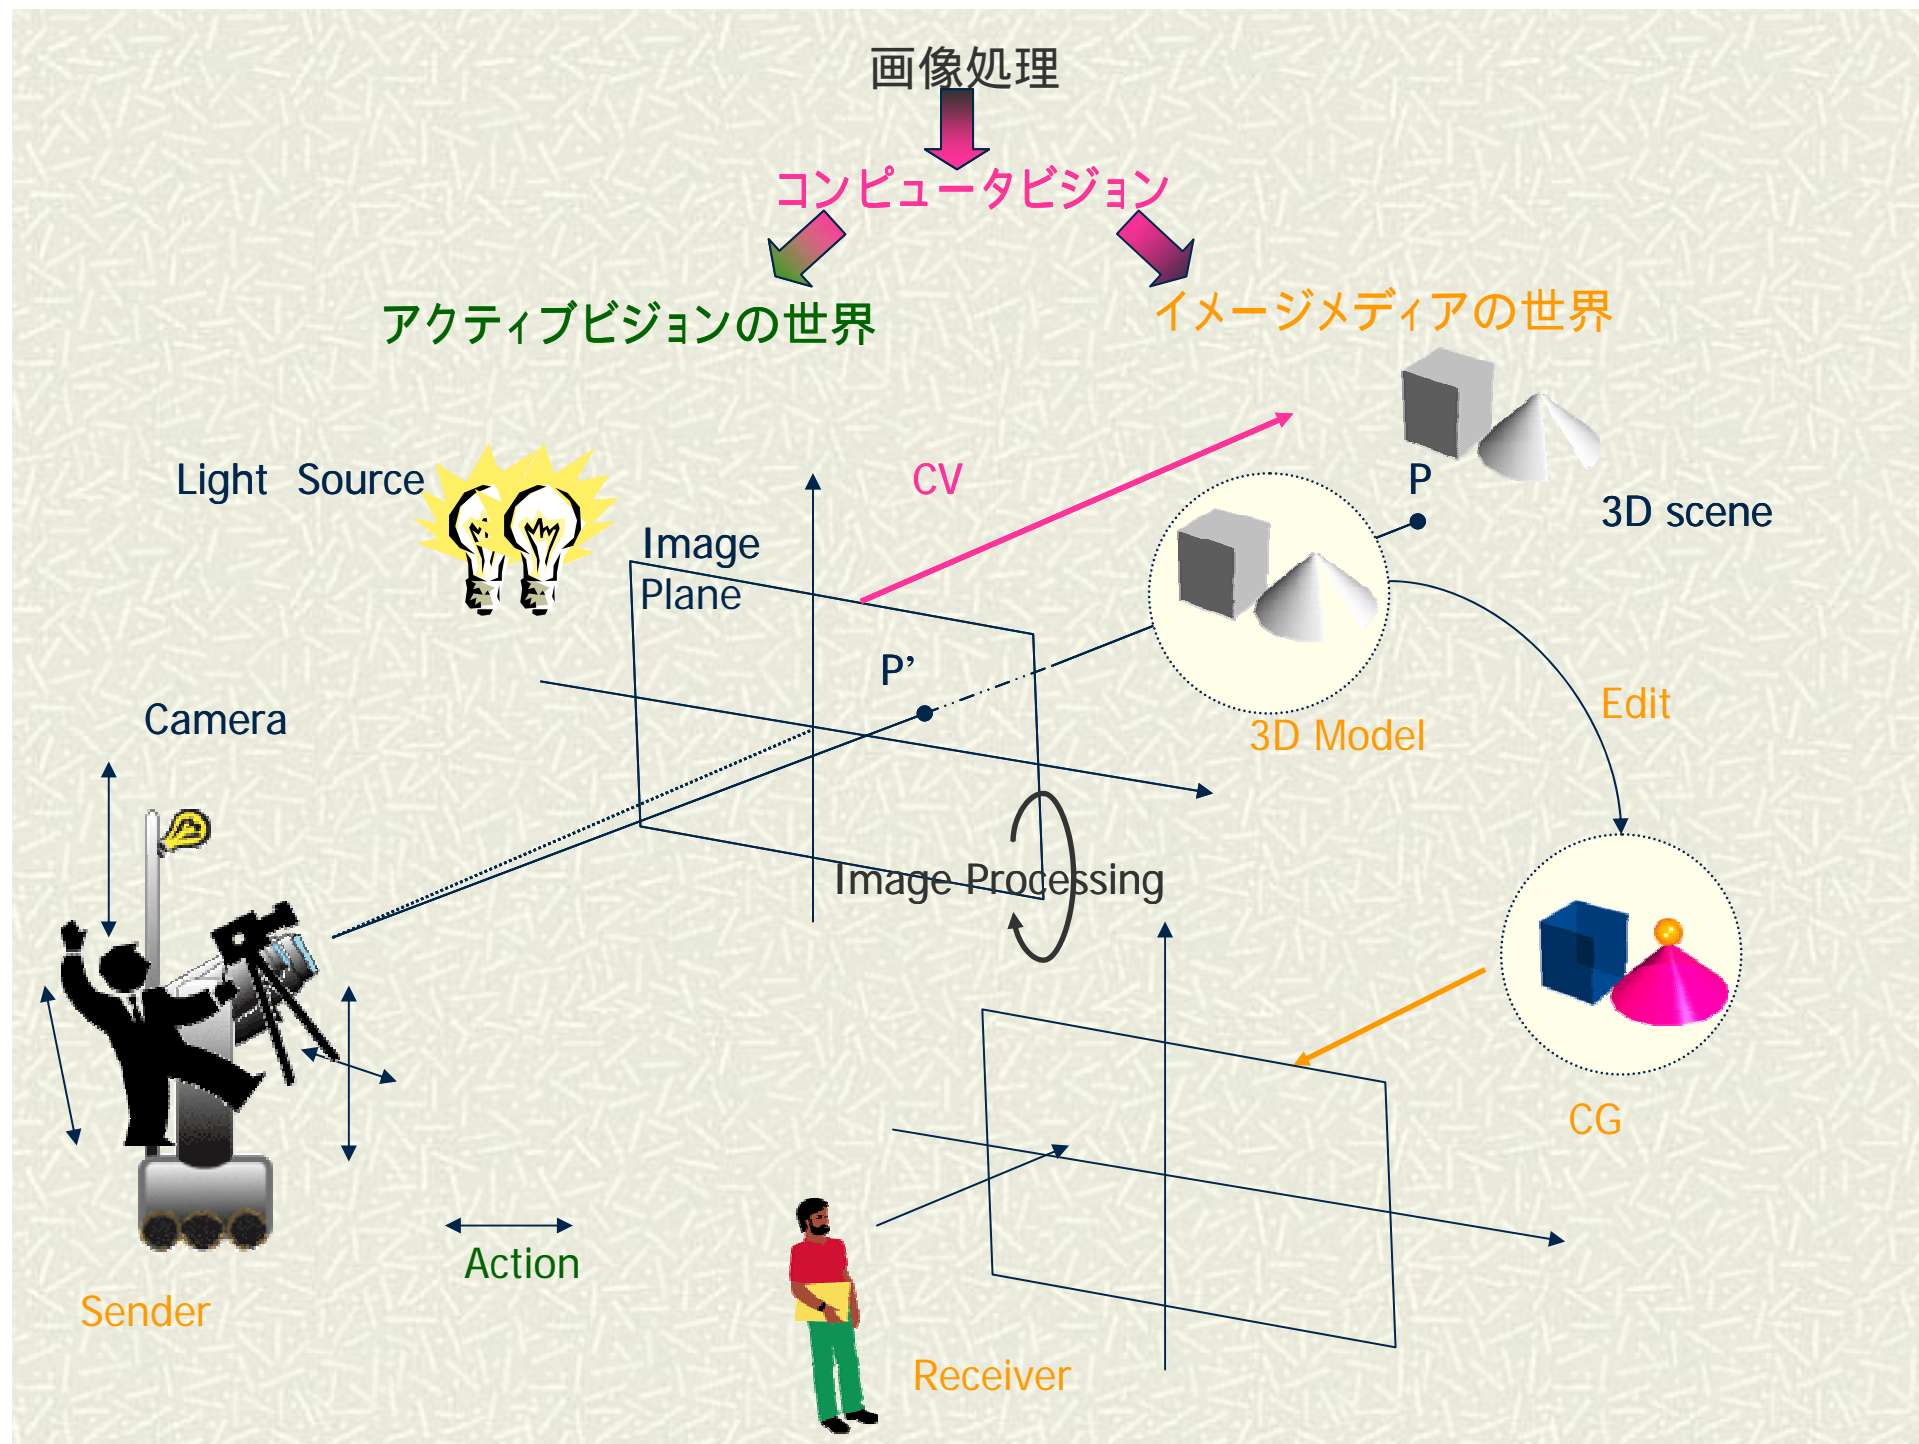 画像処理
コンピュータビジョン
アクティブビジョンの世界
イメージメディアの世界
Light Source
CV
P
3D scene
Image
Plane
P’
Camera
3D Model
Edit
Image Processing
CG
Action
Sender
Receiver